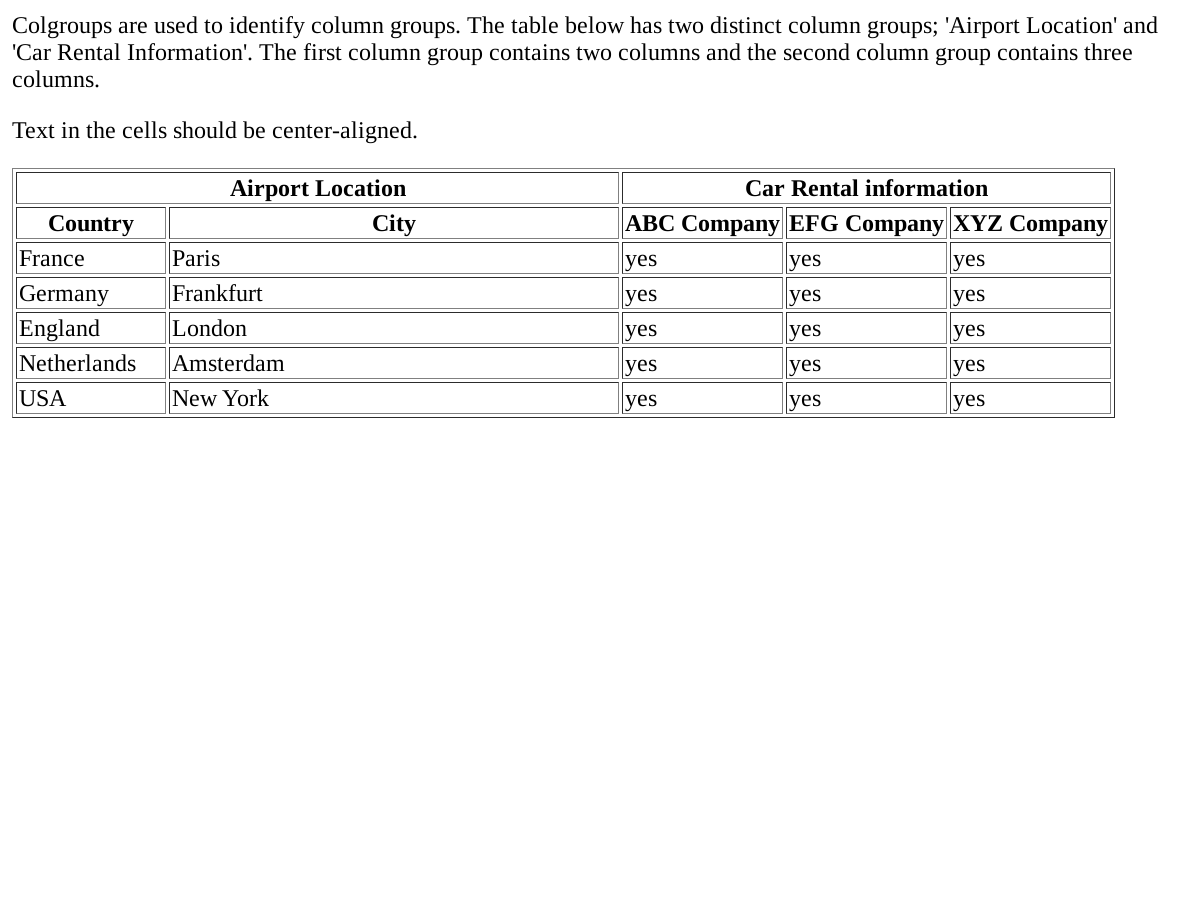 Colgroups are used to identify column groups. The table below has two distinct column groups; 'Airport Location' and
'Car Rental Information'. The first column group contains two columns and the second column group contains three
columns.
Text in the cells should be center-aligned.
Airport Location Car Rental information
Country City ABC Company EFG Company XYZ Company
France Paris yes yes yes
Germany Frankfurt yes yes yes
England London yes yes yes
Netherlands Amsterdam yes yes yes
USA New York yes yes yes